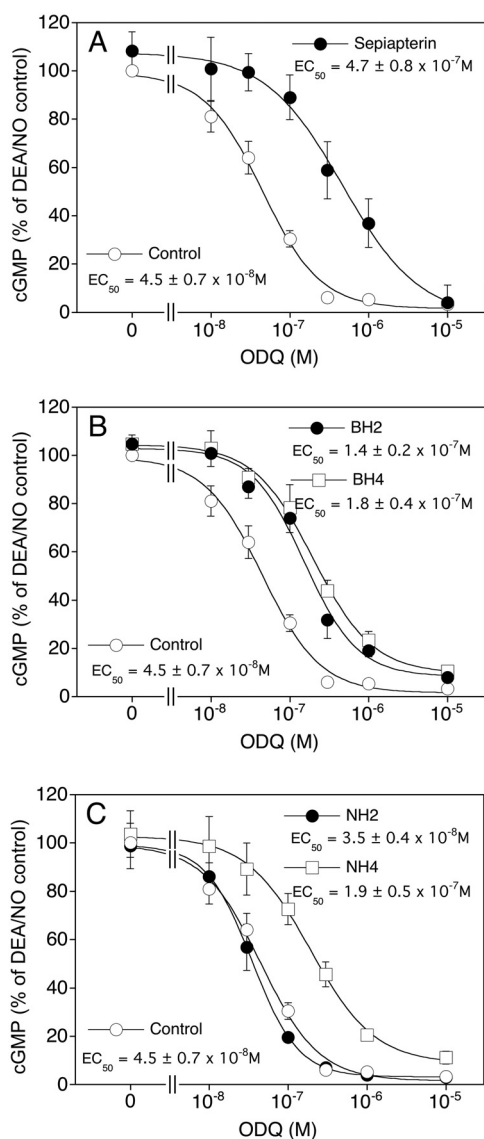 A
Sepiapterin
EC50 = 4.7 ± 0.8 x 10-7M
Control
EC50 = 4.5 ± 0.7 x 10-8M
cGMP (% of DEA/NO control)
120
100
80
60
40
20
0
0 10-8 10-7 10-6 10-5
ODQ (M)
B
BH2
EC50 = 1.4 ± 0.2 x 10-7M
BH4
EC50 = 1.8 ± 0.4 x 10-7M
Control
EC50 = 4.5 ± 0.7 x 10-8M
cGMP (% of DEA/NO control)
120
100
80
60
40
20
0
0 10-8 10-7 10-6 10-5
ODQ (M)
C
NH2
EC50 = 3.5 ± 0.4 x 10-8M
NH4
EC50 = 1.9 ± 0.5 x 10-7M
Control
EC50 = 4.5 ± 0.7 x 10-8M
cGMP (% of DEA/NO control)
120
100
80
60
40
20
0
0 10-8 10-7 10-6 10-5
ODQ (M)